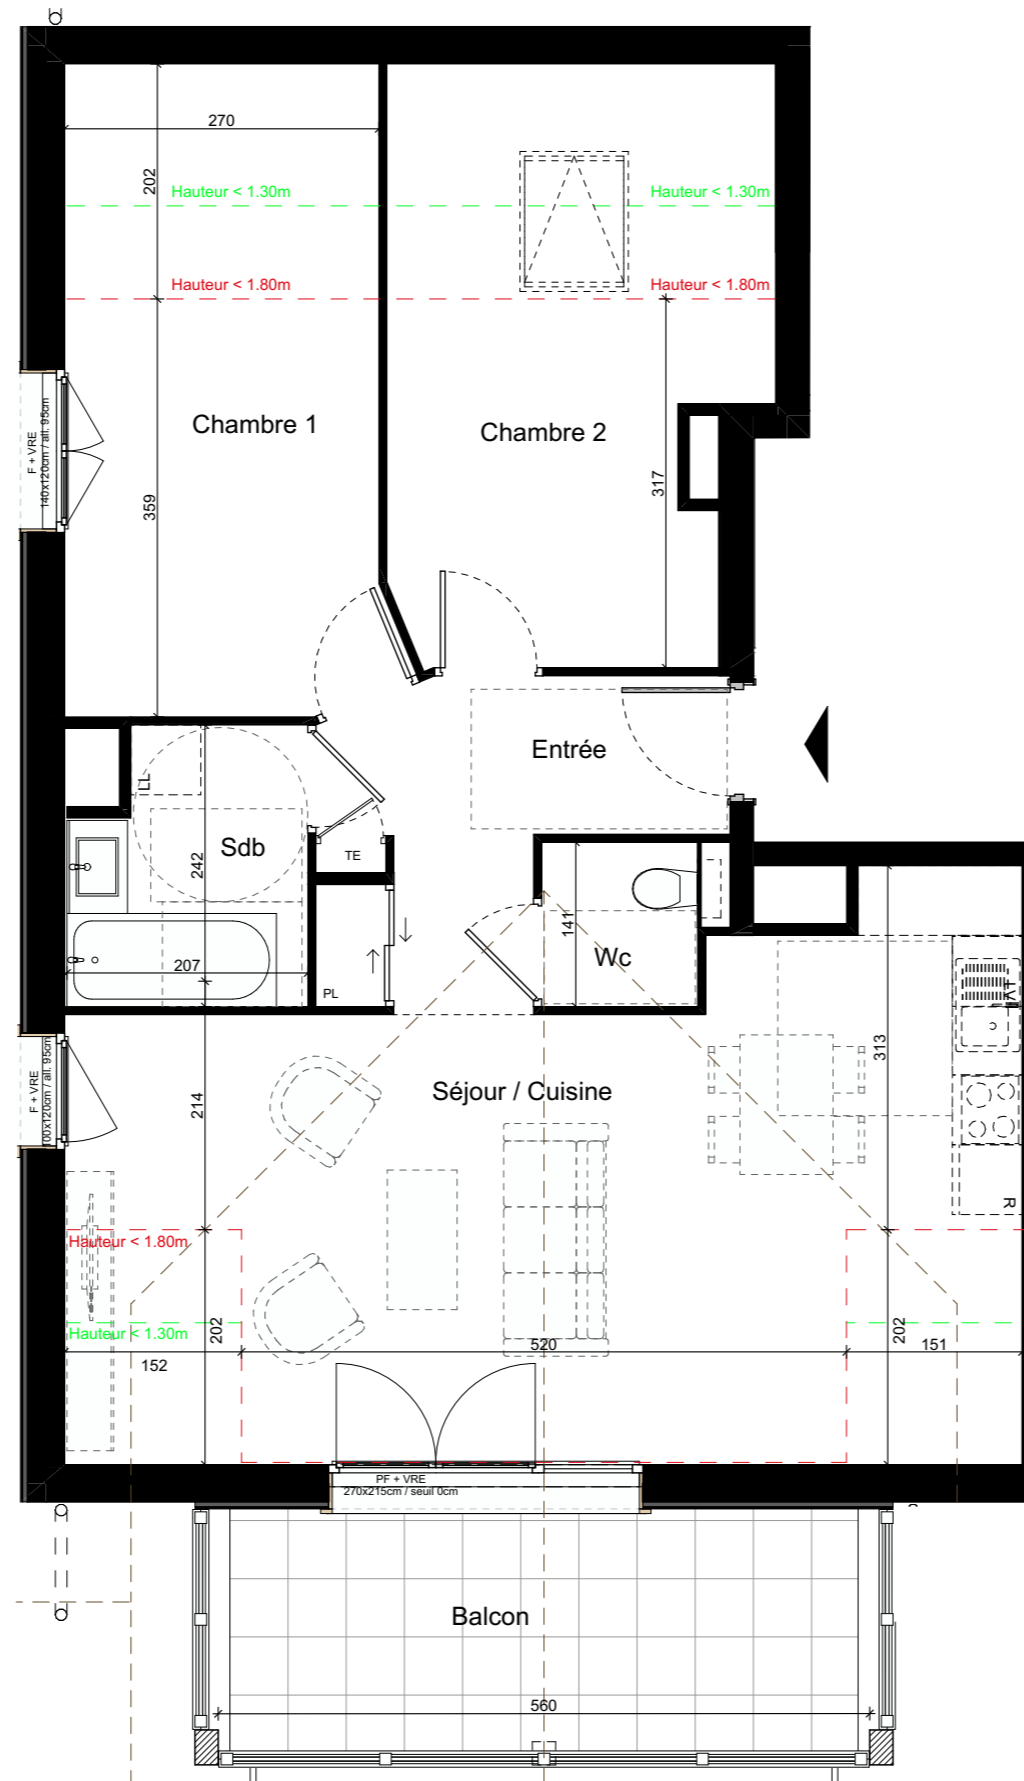 270
202
Hauteur < 1.30m
Hauteur < 1.30m
Hauteur < 1.80m
Hauteur < 1.80m
Chambre 1
Chambre 2
F + VRE
140x120cm / all. 95cm
359
317
Entrée
LL
Sdb
242
TE
141
Wc
207
PL
LVI
F + VRE
100x120cm / all. 95cm
214
Séjour / Cuisine
313
R
Hauteur < 1.80m
Hauteur < 1.30m
202
202
152
520
151
PF + VRE
270x215cm / seuil 0cm
Balcon
560